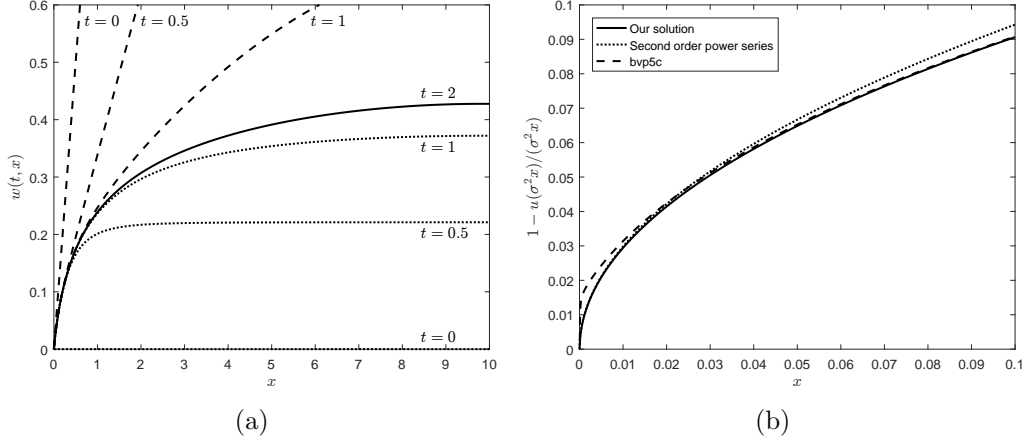 0.6
0.5
0.4
0.3
0.2
0.1
0
w(t, x)
t = 0
t = 0.5
t = 1
t = 2
t = 1
t = 0.5
t = 0
0 1 2 3 4 5 6 7 8 9 10
x
(a)
0.1
0.09
0.08
0.07
0.06
0.05
0.04
0.03
0.02
0.01
0
1 − u(σ²x)/(σ²x)
Our solution
Second order power series
bvp5c
0 0.01 0.02 0.03 0.04 0.05 0.06 0.07 0.08 0.09 0.1
x
(b)